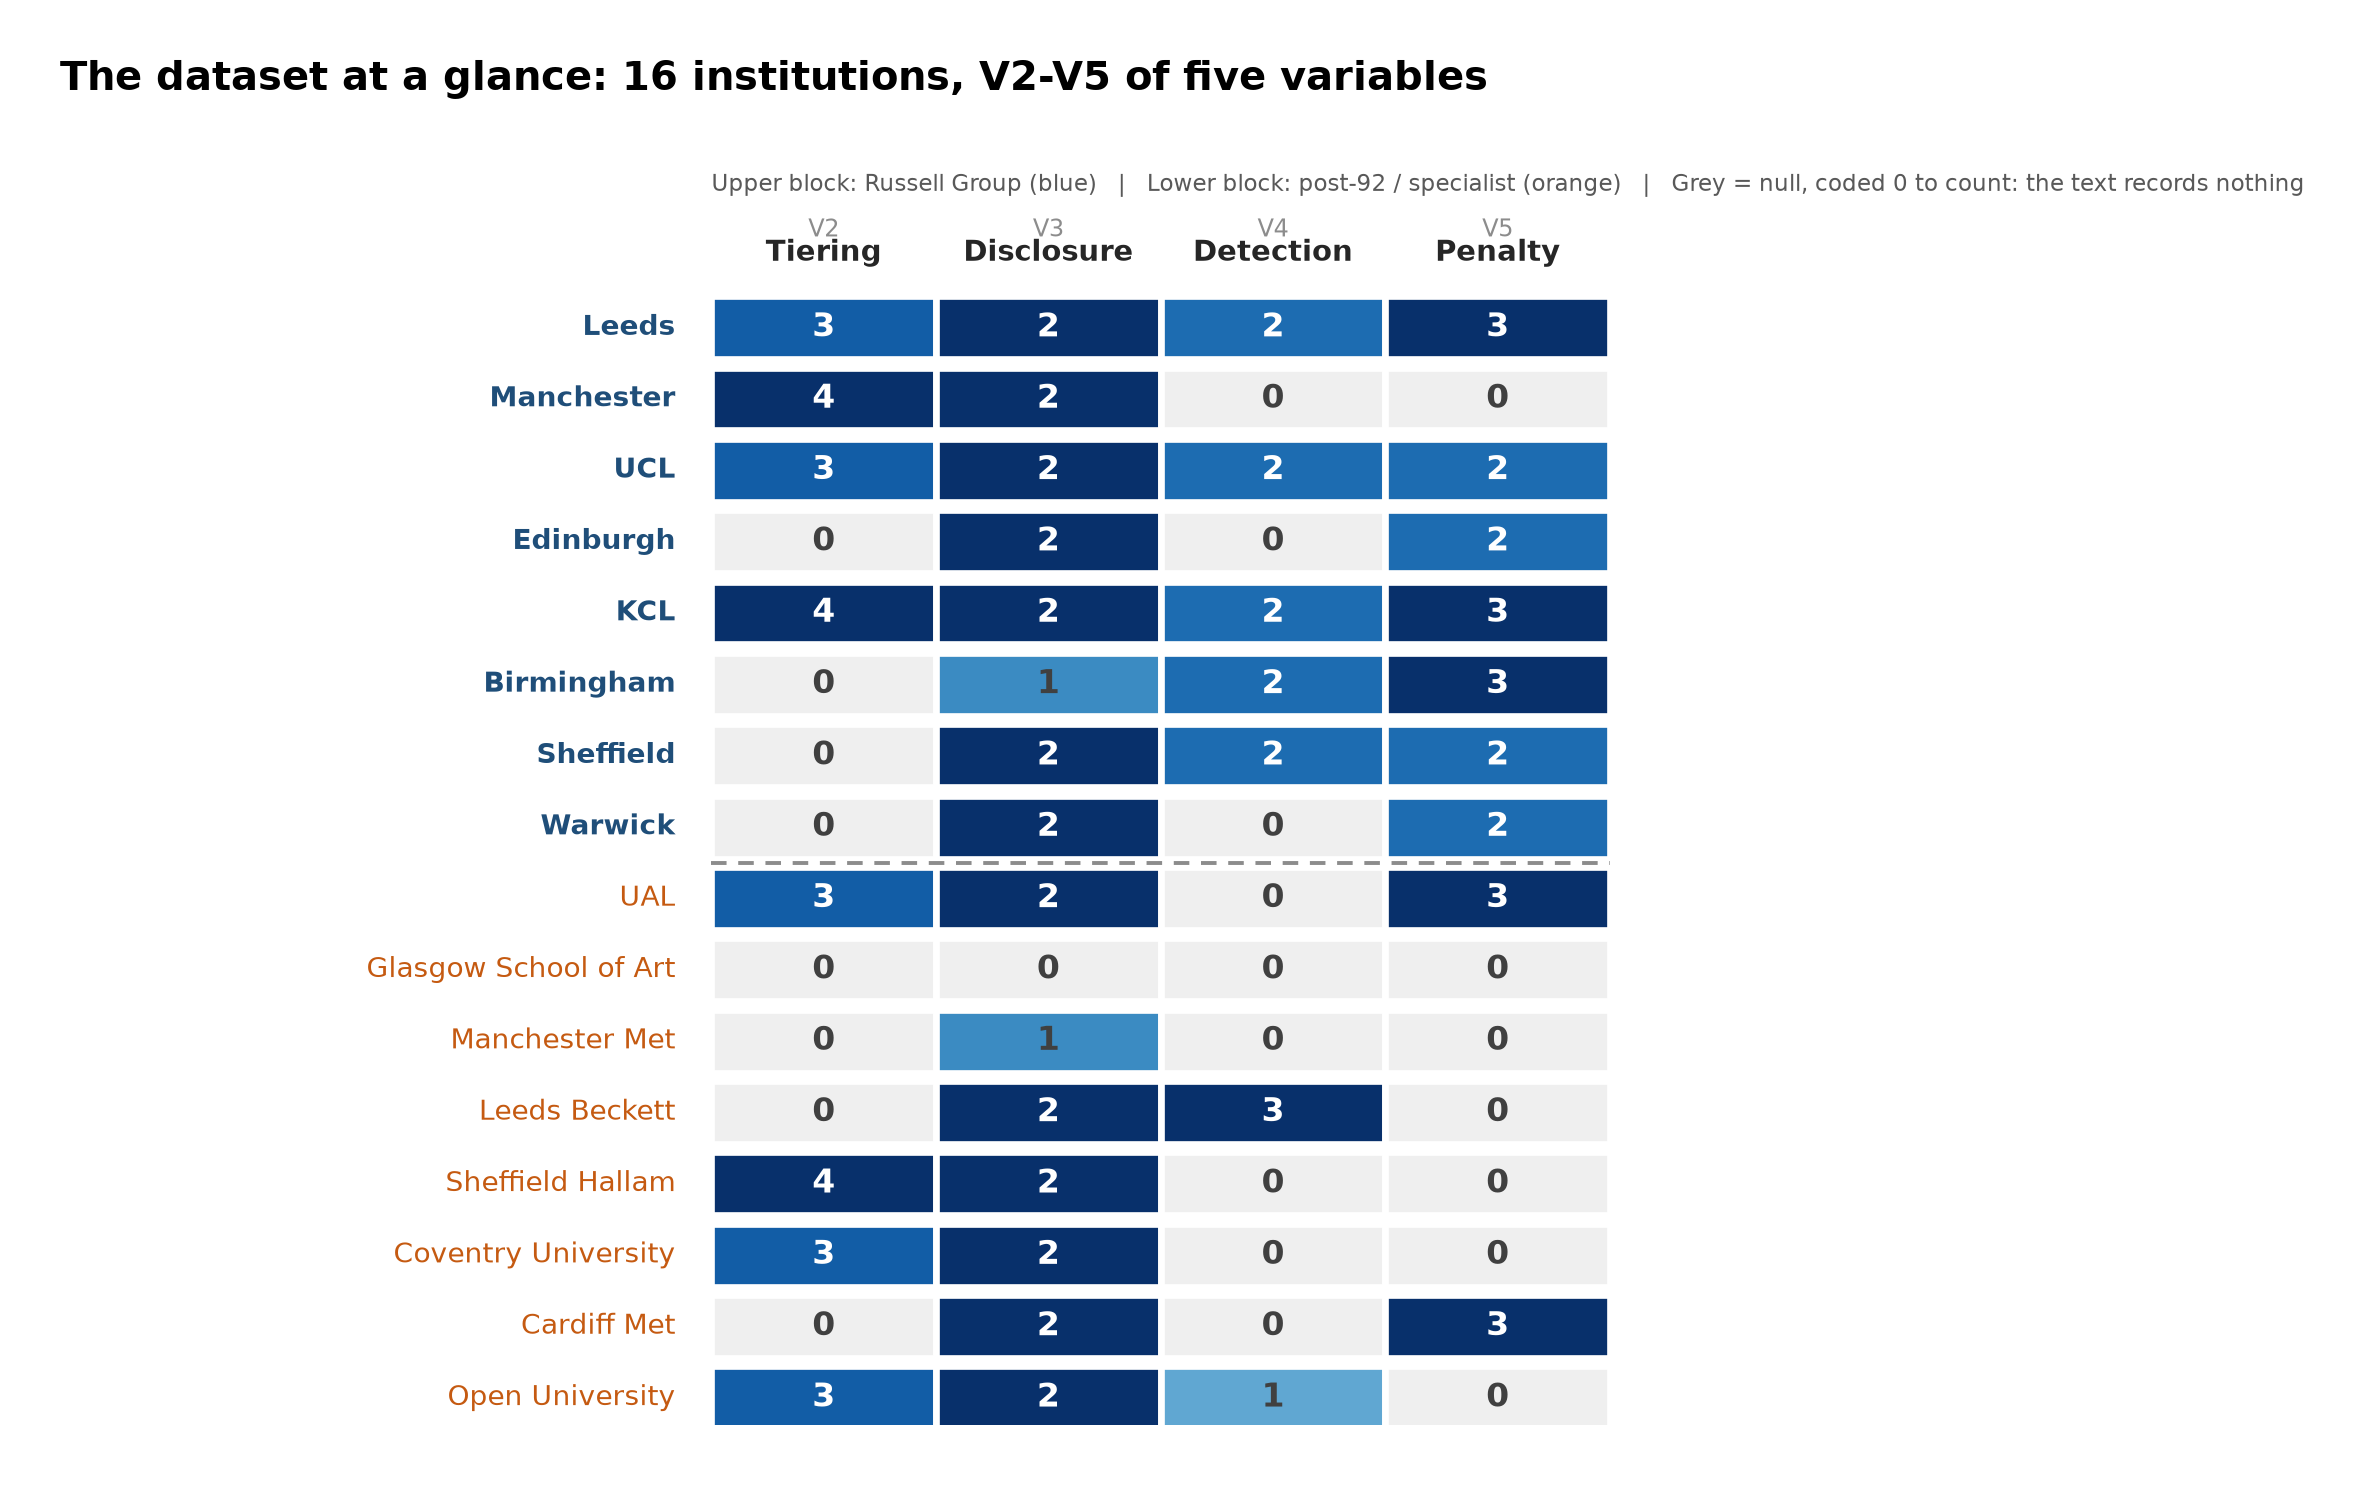 The dataset at a glance: 16 institutions, V2-V5 of five variables
Upper block: Russell Group (blue) | Lower block: post-92 / specialist (orange) | Grey = null, coded 0 to count: the text records nothing
V2 V3 V4 V5
Tiering Disclosure Detection Penalty
Leeds 3 2 2 3
Manchester 4 2 0 0
UCL 3 2 2 2
Edinburgh 0 2 0 2
KCL 4 2 2 3
Birmingham 0 1 2 3
Sheffield 0 2 2 2
Warwick 0 2 0 2
UAL 3 2 0 3
Glasgow School of Art 0 0 0 0
Manchester Met 0 1 0 0
Leeds Beckett 0 2 3 0
Sheffield Hallam 4 2 0 0
Coventry University 3 2 0 0
Cardiff Met 0 2 0 3
Open University 3 2 1 0